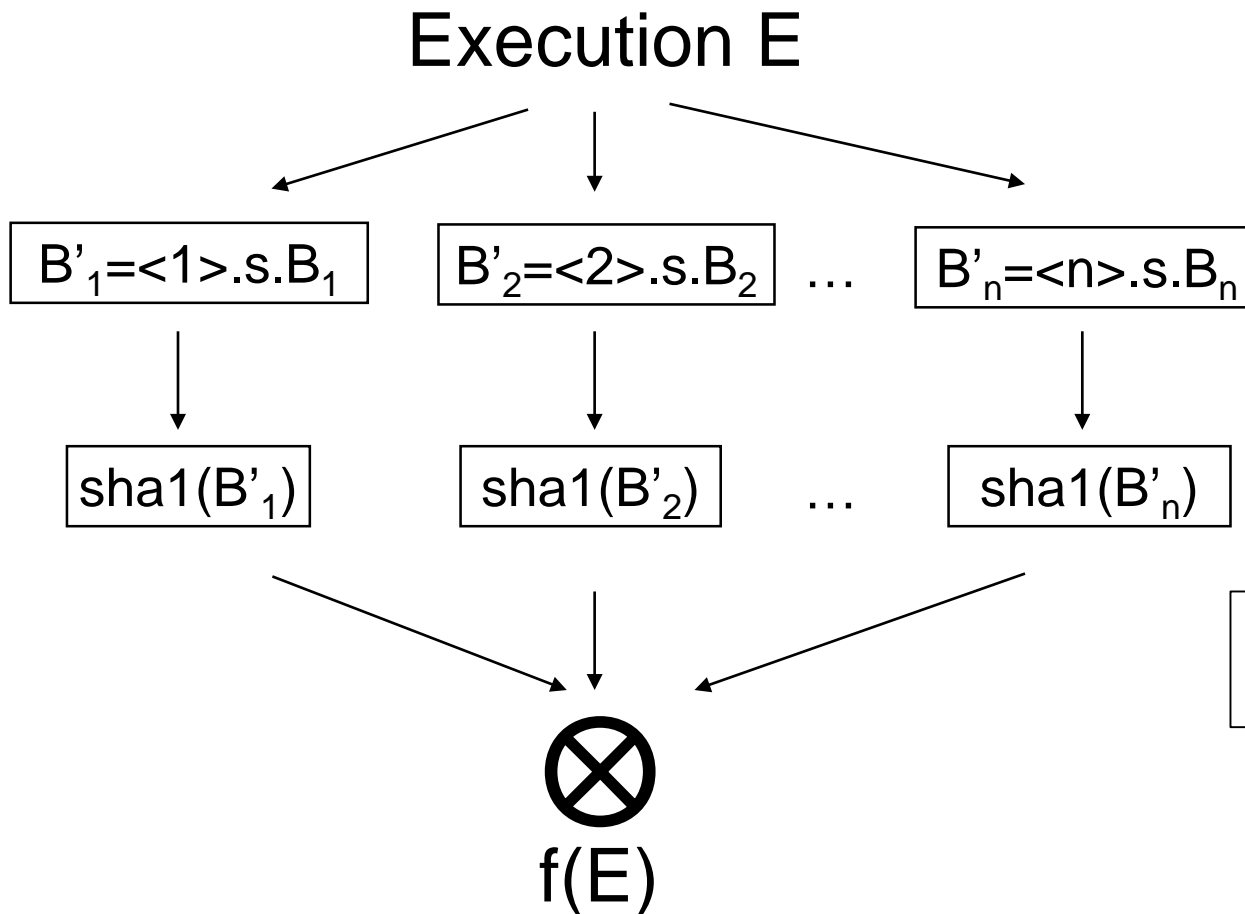 Execution E
B'₁=<1>.s.B₁ B'₂=<2>.s.B₂ … B'ₙ=<n>.s.Bₙ
sha1(B'₁) sha1(B'₂) … sha1(B'ₙ)
f(E)